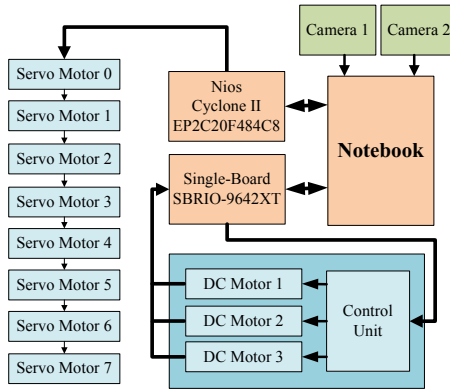 Camera 1
Camera 2
Servo Motor 0
Servo Motor 1
Servo Motor 2
Servo Motor 3
Servo Motor 4
Servo Motor 5
Servo Motor 6
Servo Motor 7
Nios
Cyclone II
EP2C20F484C8
Notebook
Single-Board
SBRIO-9642XT
DC Motor 1
DC Motor 2
DC Motor 3
Control
Unit